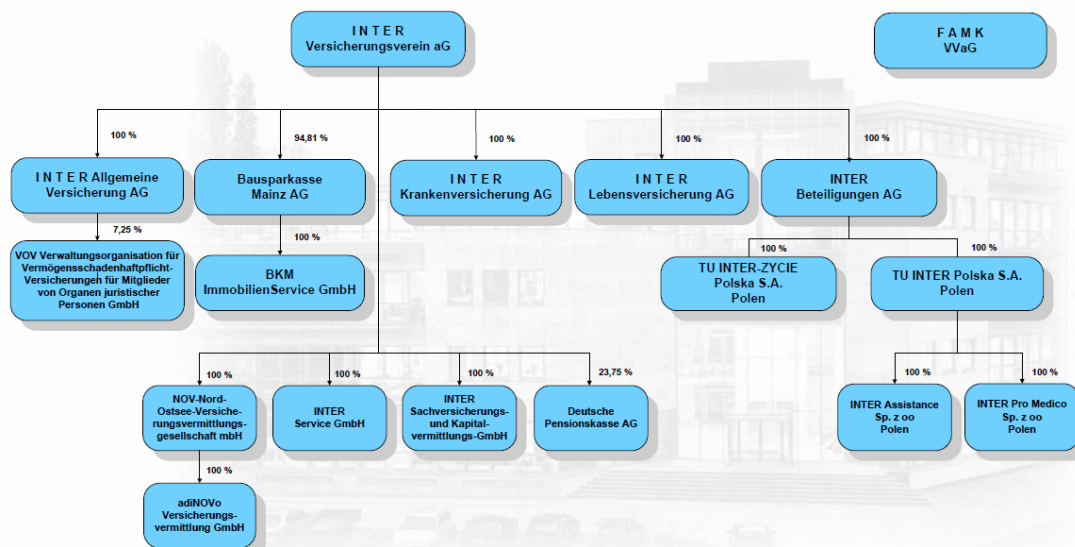 I N T E R
Versicherungsverein aG
F A M K
VVaG
100 %
94,81 %
100 %
100 %
100 %
I N T E R Allgemeine
Versicherung AG
Bausparkasse
Mainz AG
I N T E R
Krankenversicherung AG
I N T E R
Lebensversicherung AG
INTER
Beteiligungen AG
7,25 %
100 %
100 %
100 %
VOV Verwaltungsorganisation für
Vermögensschadenhaftpflicht-
Versicherungen für Mitglieder
von Organen juristischer
Personen GmbH
BKM
ImmobilienService GmbH
TU INTER-ZYCIE
Polska S.A.
Polen
TU INTER Polska S.A.
Polen
100 %
100 %
100 %
23,75 %
100 %
100 %
NOV-Nord-
Ostsee-Versiche-
rungsvermittlungs-
gesellschaft mbH
INTER
Service GmbH
INTER
Sachversicherungs-
und Kapital-
vermittlungs-GmbH
Deutsche
Pensionskasse AG
INTER Assistance
Sp. z oo
Polen
INTER Pro Medico
Sp. z oo
Polen
100 %
adiNOVo
Versicherungs-
vermittlung GmbH